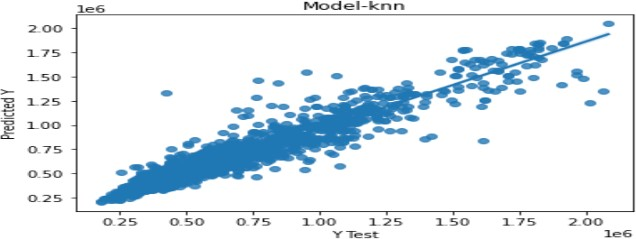 Model-knn
1e6
2.00
1.75
1.50
1.25
1.00
0.75
0.50
0.25
Predicted Y
0.25 0.50 0.75 1.00 1.25 1.50 1.75 2.00
Y Test
1e6